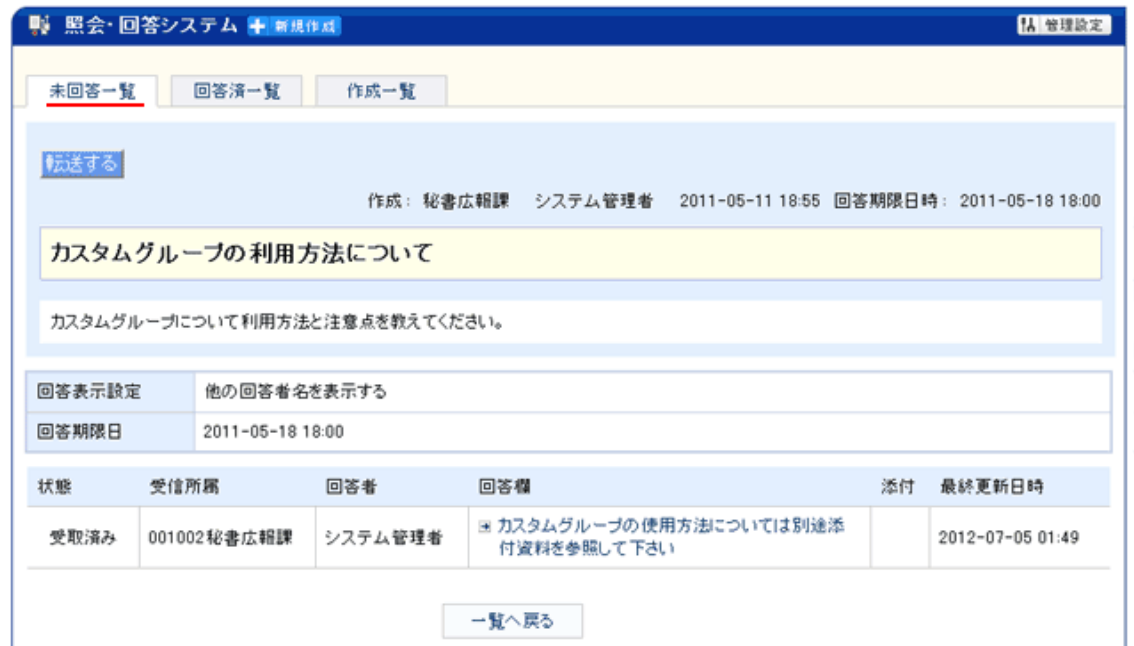 照会・回答システム 新規作成 管理設定
未回答一覧 回答済一覧 作成一覧
転送する
作成： 秘書広報課 システム管理者 2011-05-11 18:55 回答期限日時： 2011-05-18 18:00
カスタムグループの利用方法について
カスタムグループについて利用方法と注意点を教えてください。
回答表示設定 他の回答者名を表示する
回答期限日 2011-05-18 18:00
状態 受信所属 回答者 回答欄 添付 最終更新日時
受取済み 001002秘書広報課 システム管理者 カスタムグループの使用方法については別途添 2012-07-05 01:49
付資料を参照して下さい
一覧へ戻る